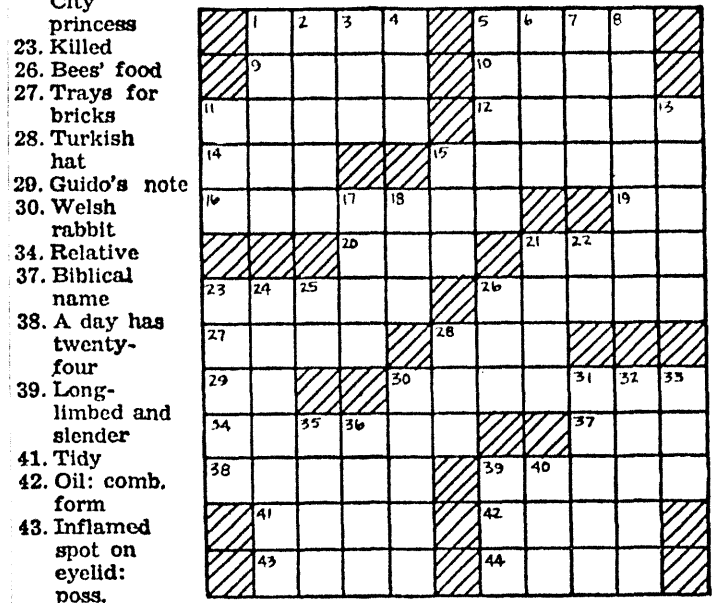 City
princess
23. Killed
26. Bees' food
27. Trays for
bricks
28. Turkish
hat
29. Guido's note
30. Welsh
rabbit
34. Relative
37. Biblical
name
38. A day has
twenty-
four
39. Long-
limbed and
slender
41. Tidy
42. Oil: comb.
form
43. Inflamed
spot on
eyelid:
poss.
1 2 3 4 5 6 7 8
9 10
11 12 13
14 15
16 17 18 19
20 21 22
23 24 25 26
27 28
29 30 31 32 33
34 35 36 37
38 39 40
41 42
43 44